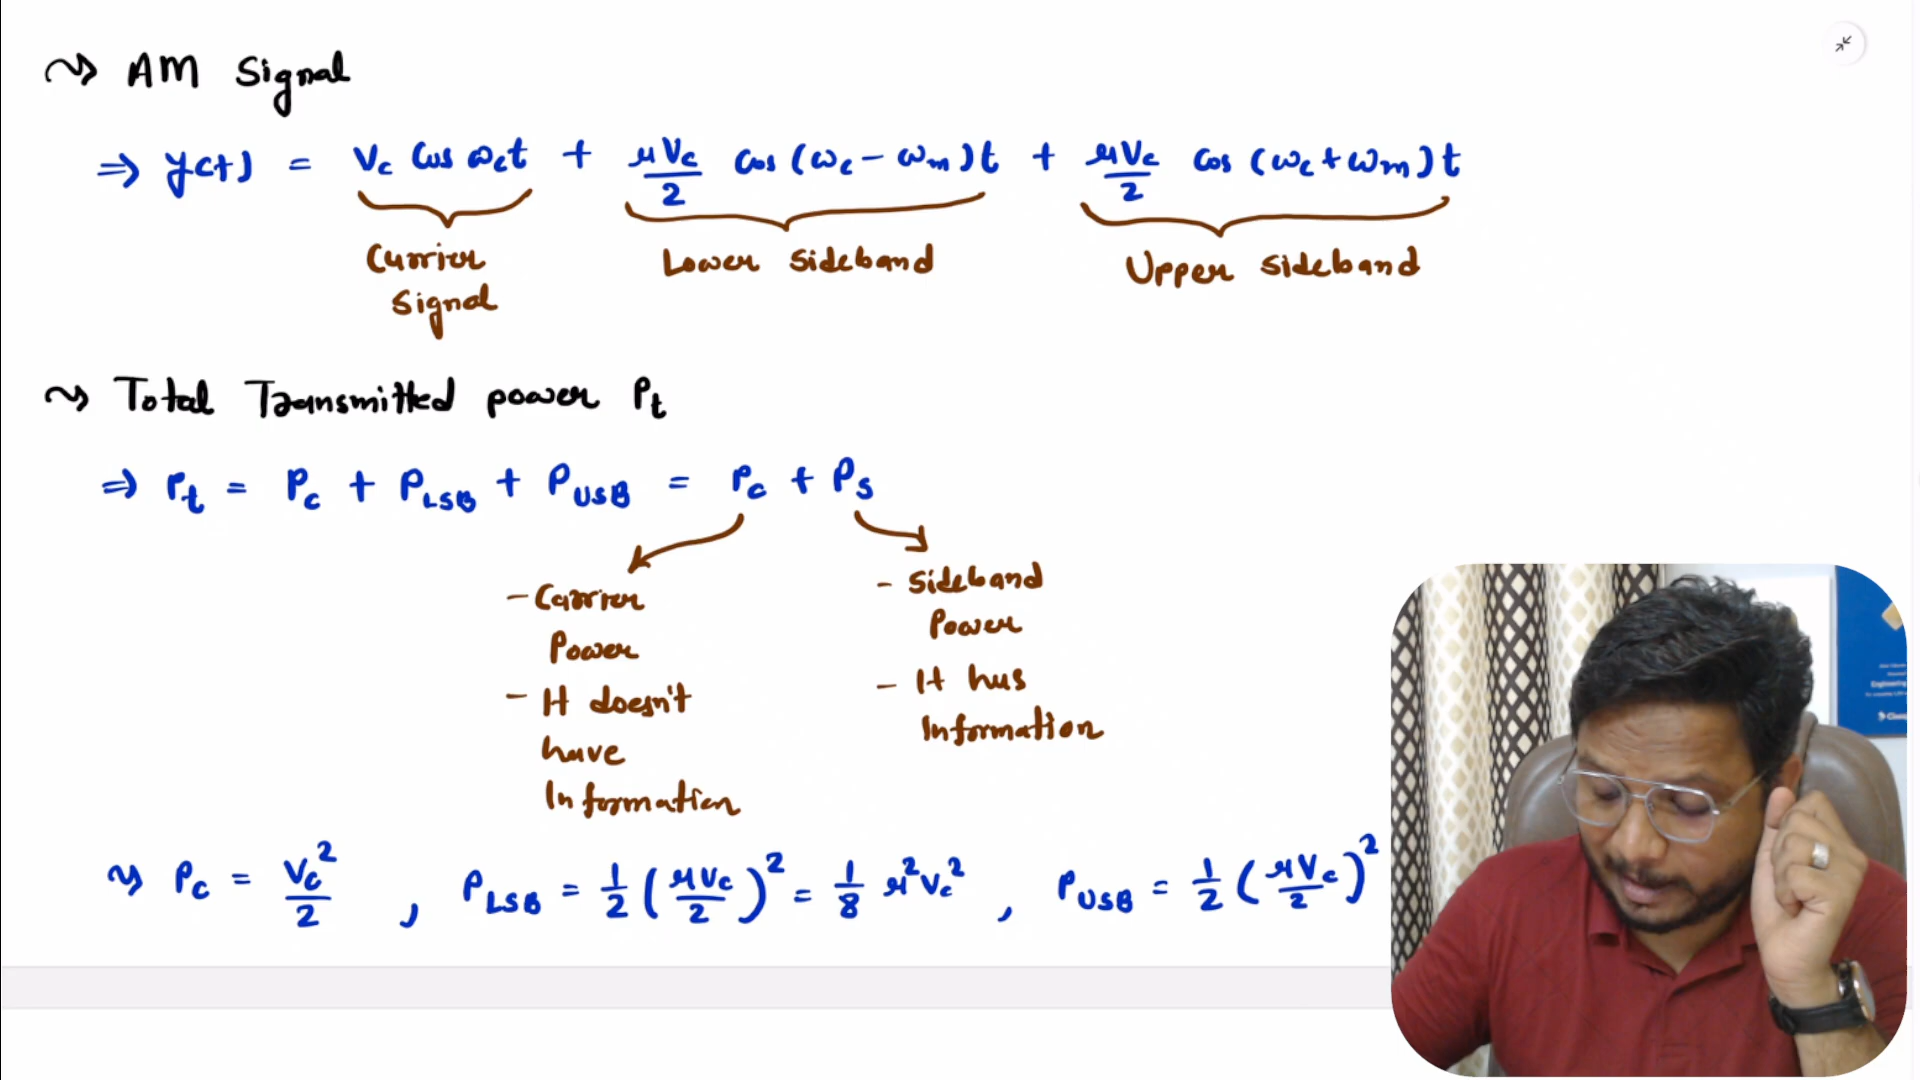 AM Signal
⇒ y(t) = Vc Cos ωct + μVc/2 Cos (ωc - ωm)t + μVc/2 Cos (ωc + ωm)t
Currier Signal
Lower Sideband
Upper Sideband
Total Transmitted power Pt
⇒ Pt = Pc + PLSB + PUSB = Pc + Ps
- Carrier
Power
- It doesn't
have
Information
- Sideband
Power
- It hus
Information
Pc = Vc²/2 , PLSB = 1/2 (μVc/2)² = 1/8 μ²Vc² , PUSB = 1/2 (μVc/2)²
Engineering